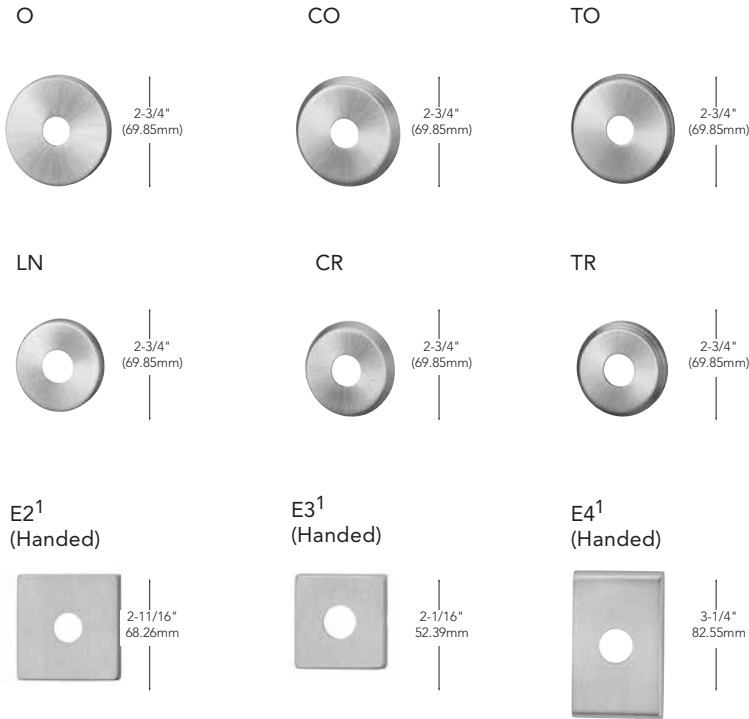 O
CO
TO
2-3/4"
(69.85mm)
2-3/4"
(69.85mm)
2-3/4"
(69.85mm)
LN
CR
TR
2-3/4"
(69.85mm)
2-3/4"
(69.85mm)
2-3/4"
(69.85mm)
E2¹
(Handed)
E3¹
(Handed)
E4¹
(Handed)
2-11/16"
68.26mm
2-1/16"
52.39mm
3-1/4"
82.55mm